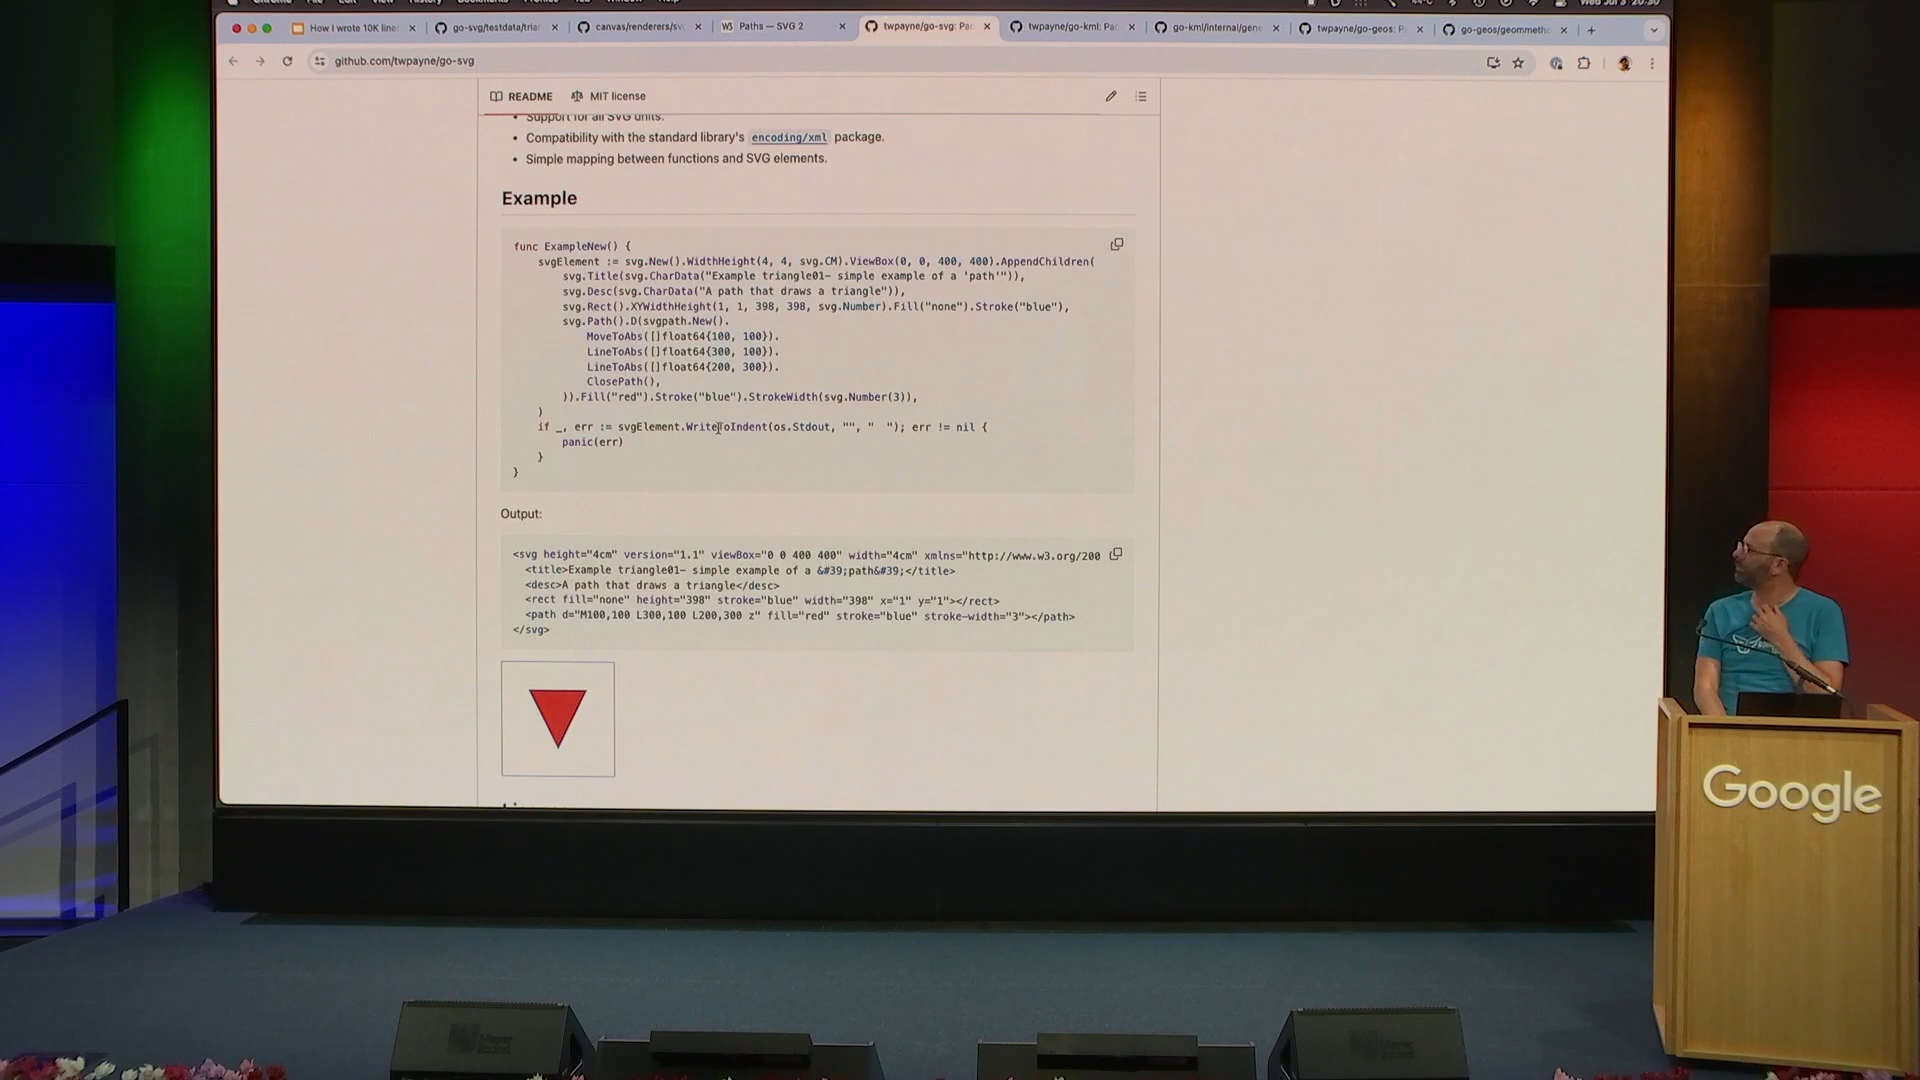 How I wrote 10K line
go-svg/testdata/trian
canvas/renderers/sv
W3 Paths — SVG 2
twpayne/go-svg: Pac
twpayne/go-kml: Pac
go-kml/internal/gene
twpayne/go-geos: P
go-geos/geommetho
github.com/twpayne/go-svg
README
MIT license
Support for all SVG units.
Compatibility with the standard library's encoding/xml package.
Simple mapping between functions and SVG elements.
Example
func ExampleNew() {
svgElement := svg.New().WidthHeight(4, 4, svg.CM).ViewBox(0, 0, 400, 400).AppendChildren(
svg.Title(svg.CharData("Example triangle01- simple example of a 'path'")),
svg.Desc(svg.CharData("A path that draws a triangle")),
svg.Rect().XYWidthHeight(1, 1, 398, 398, svg.Number).Fill("none").Stroke("blue"),
svg.Path().D(svgpath.New().
MoveToAbs([]float64{100, 100}).
LineToAbs([]float64{300, 100}).
LineToAbs([]float64{200, 300}).
ClosePath(),
)).Fill("red").Stroke("blue").StrokeWidth(svg.Number(3)),
)
if _, err := svgElement.WriteToIndent(os.Stdout, "", "  "); err != nil {
panic(err)
}
}
Output:
<svg height="4cm" version="1.1" viewBox="0 0 400 400" width="4cm" xmlns="http://www.w3.org/200
<title>Example triangle01- simple example of a &#39;path&#39;</title>
<desc>A path that draws a triangle</desc>
<rect fill="none" height="398" stroke="blue" width="398" x="1" y="1"></rect>
<path d="M100,100 L300,100 L200,300 z" fill="red" stroke="blue" stroke-width="3"></path>
</svg>
Google